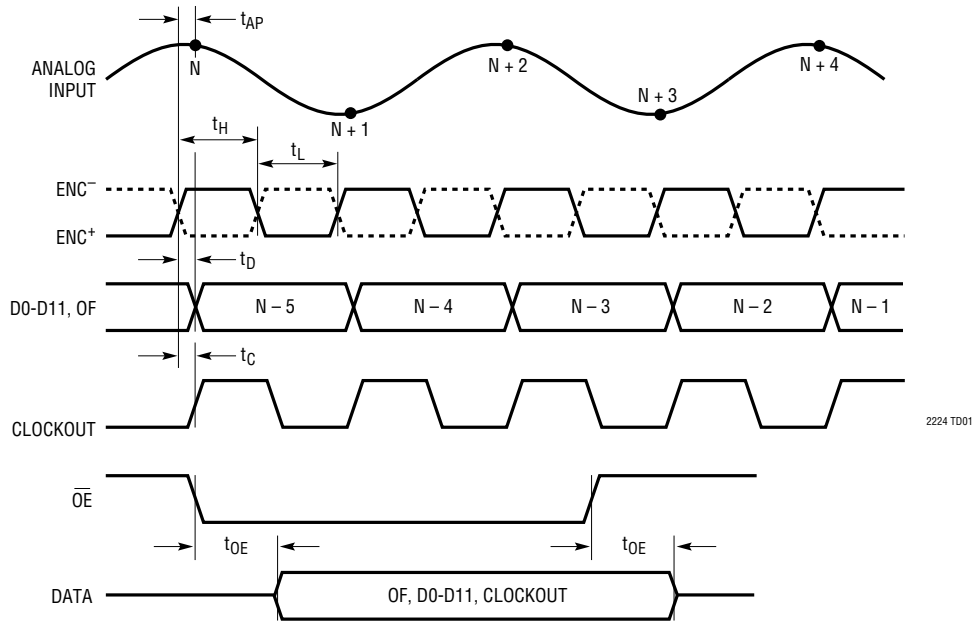 tAP
ANALOG
INPUT
N
N + 1
N + 2
N + 3
N + 4
tH
tL
ENC–
ENC+
tD
D0-D11, OF
N – 5
N – 4
N – 3
N – 2
N – 1
tC
CLOCKOUT
2224 TD01
OE
tOE
tOE
DATA
OF, D0-D11, CLOCKOUT